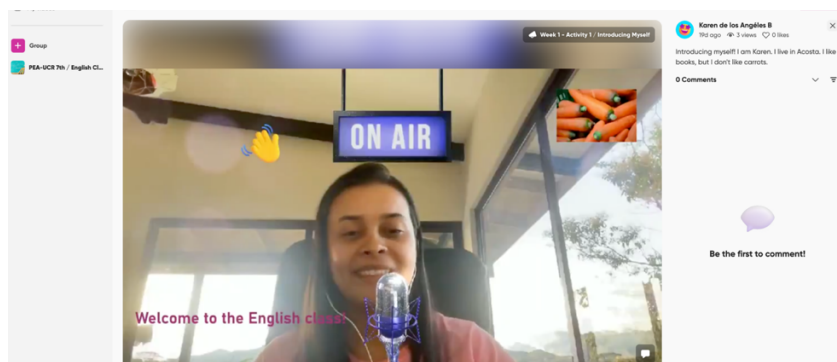 Group
PEA-UCR 7th / English Cl...
Week 1 - Activity 1 / Introducing Myself
ON AIR
Welcome to the English class!
Karen de los Angéles B
19d ago 3 views 0 likes
Introducing myself! I am Karen. I live in Acosta. I like
books, but I don't like carrots.
0 Comments
Be the first to comment!